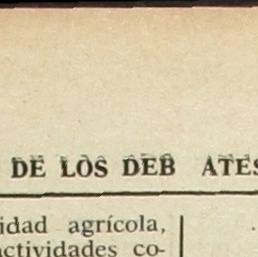 DE LOS DEB ATES
idad agrícola,
actividades co-